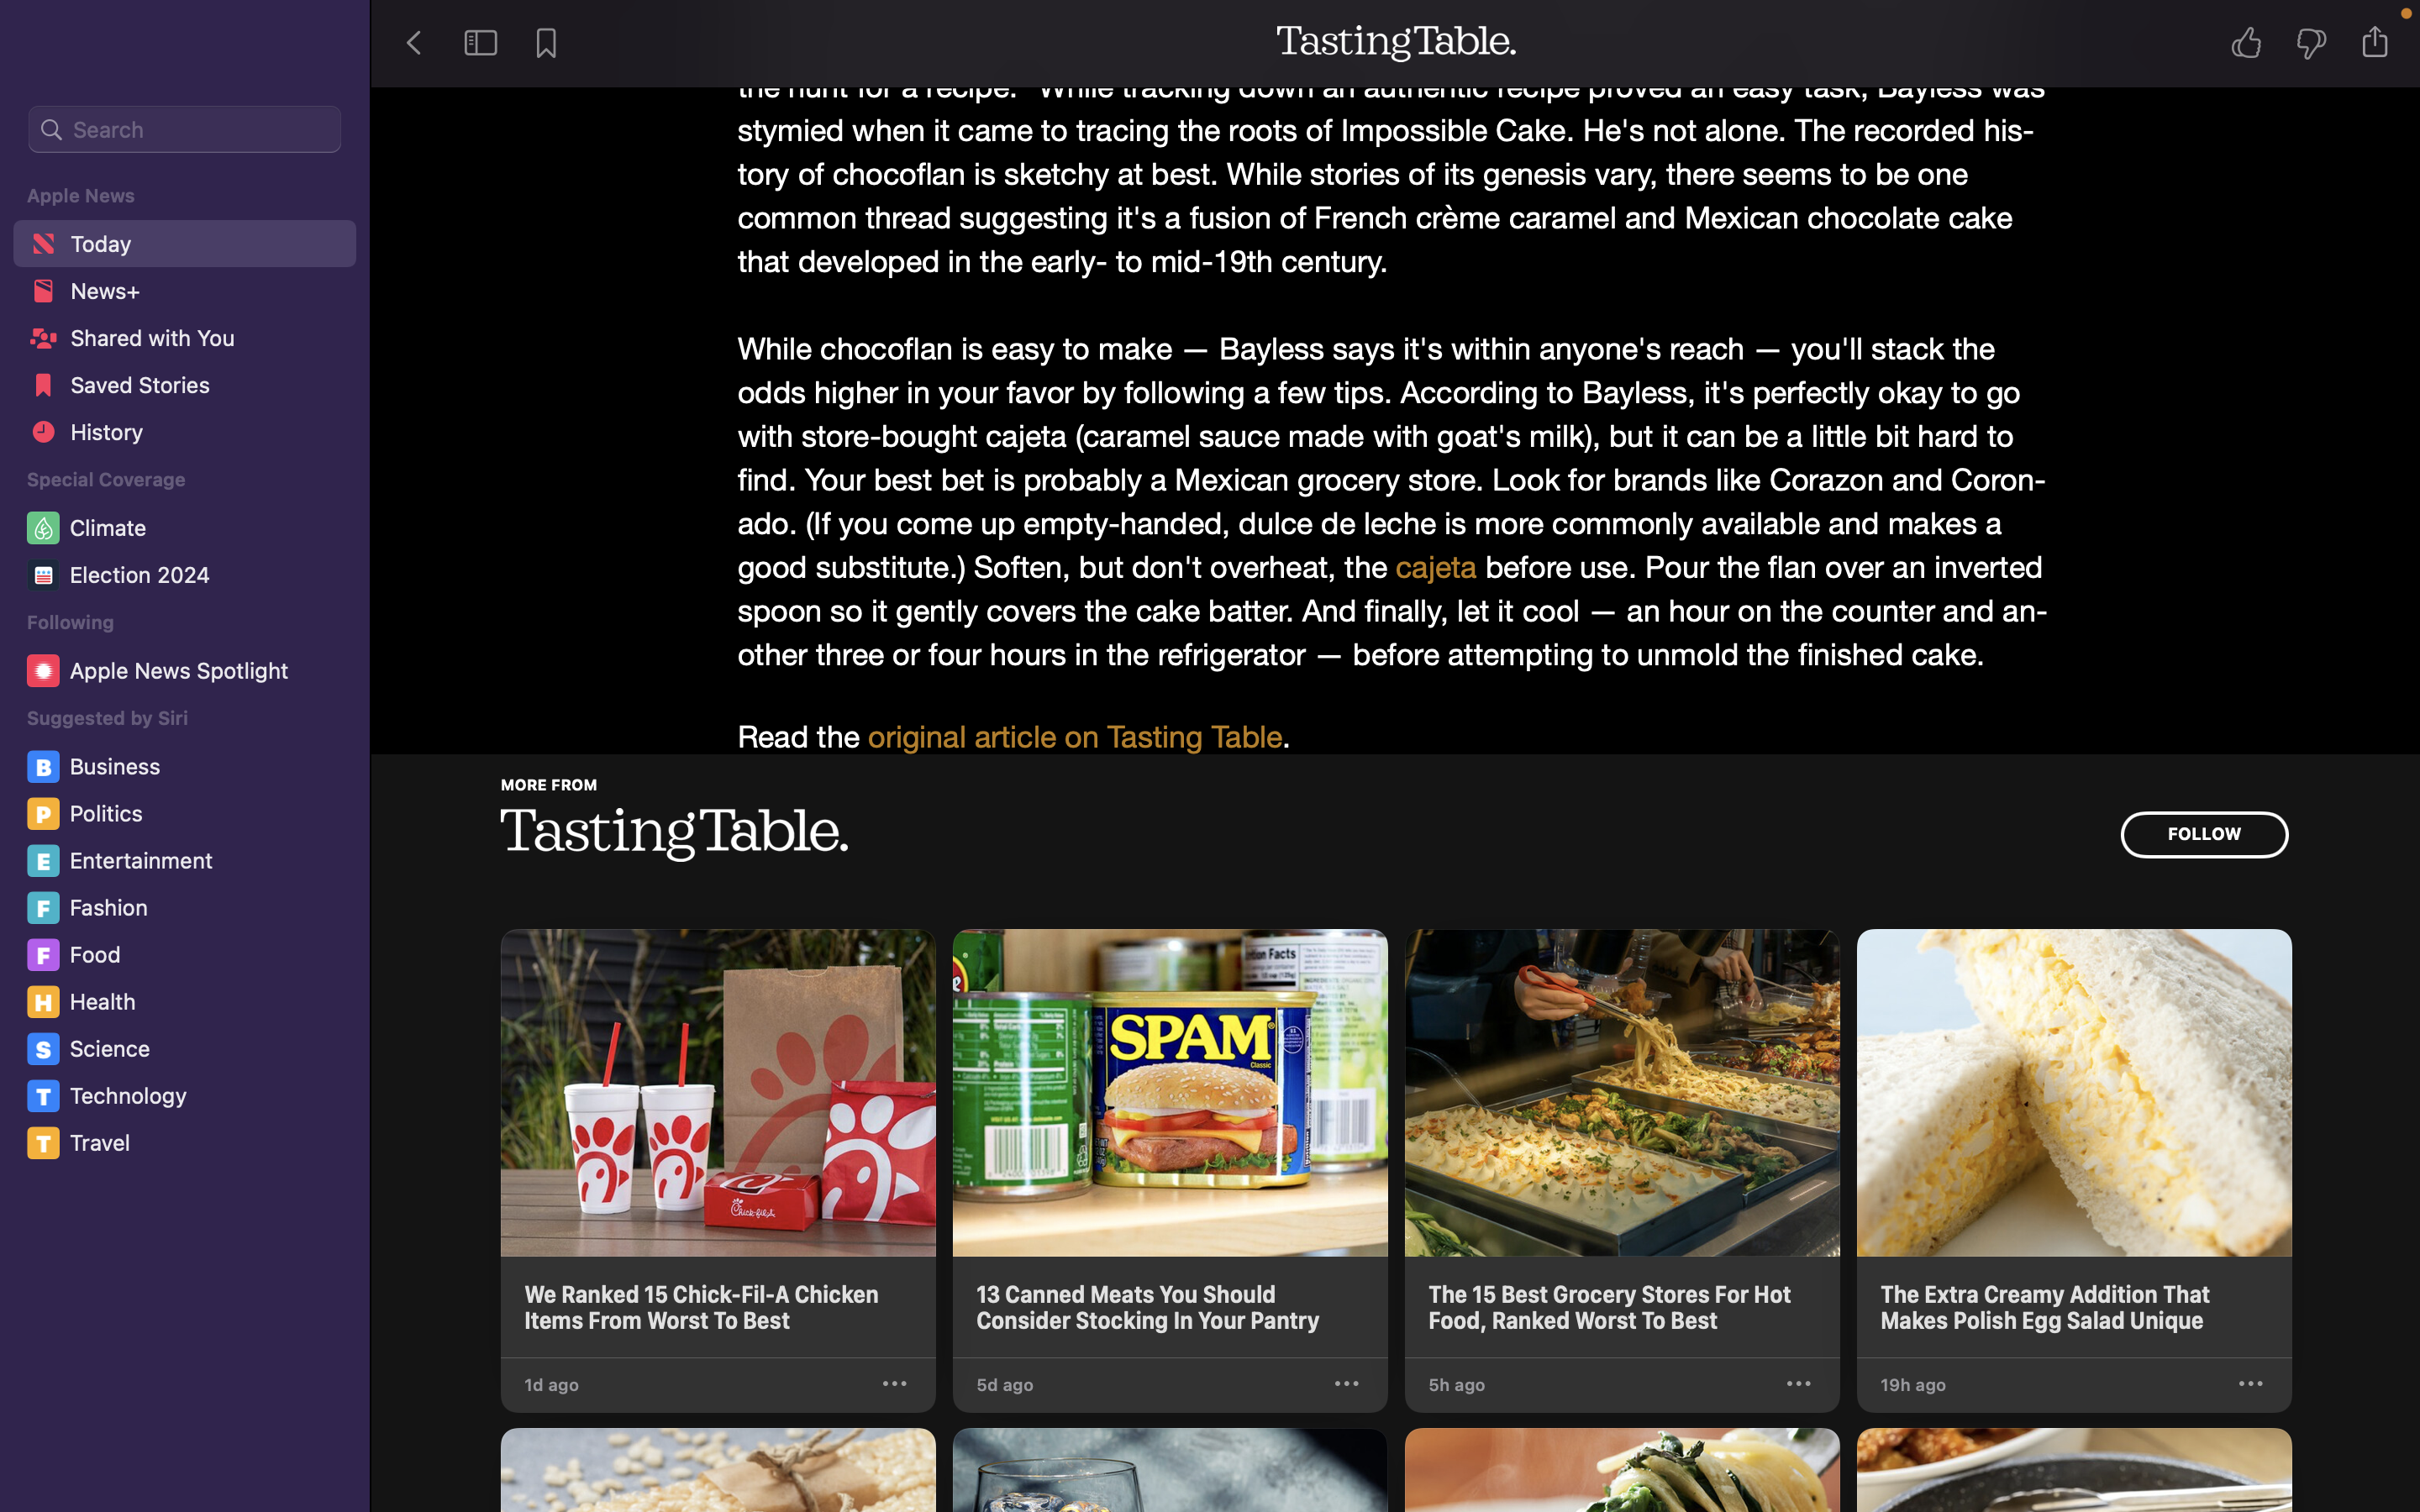 TastingTable.
Search
Apple News
Today
News+
Shared with You
Saved Stories
History
Special Coverage
Climate
Election 2024
Following
Apple News Spotlight
Suggested by Siri
B Business
P Politics
E Entertainment
F Fashion
F Food
H Health
S Science
T Technology
T Travel
the hunt for a recipe." While tracking down an authentic recipe proved an easy task, Bayless was
stymied when it came to tracing the roots of Impossible Cake. He's not alone. The recorded his-
tory of chocoflan is sketchy at best. While stories of its genesis vary, there seems to be one
common thread suggesting it's a fusion of French crème caramel and Mexican chocolate cake
that developed in the early- to mid-19th century.
While chocoflan is easy to make — Bayless says it's within anyone's reach — you'll stack the
odds higher in your favor by following a few tips. According to Bayless, it's perfectly okay to go
with store-bought cajeta (caramel sauce made with goat's milk), but it can be a little bit hard to
find. Your best bet is probably a Mexican grocery store. Look for brands like Corazon and Coron-
ado. (If you come up empty-handed, dulce de leche is more commonly available and makes a
good substitute.) Soften, but don't overheat, the cajeta before use. Pour the flan over an inverted
spoon so it gently covers the cake batter. And finally, let it cool — an hour on the counter and an-
other three or four hours in the refrigerator — before attempting to unmold the finished cake.
Read the original article on Tasting Table.
MORE FROM
TastingTable.
FOLLOW
Chick-fil-A
SPAM
Classic
Nutrition Facts
We Ranked 15 Chick-Fil-A Chicken
Items From Worst To Best
1d ago
13 Canned Meats You Should
Consider Stocking In Your Pantry
5d ago
The 15 Best Grocery Stores For Hot
Food, Ranked Worst To Best
5h ago
The Extra Creamy Addition That
Makes Polish Egg Salad Unique
19h ago